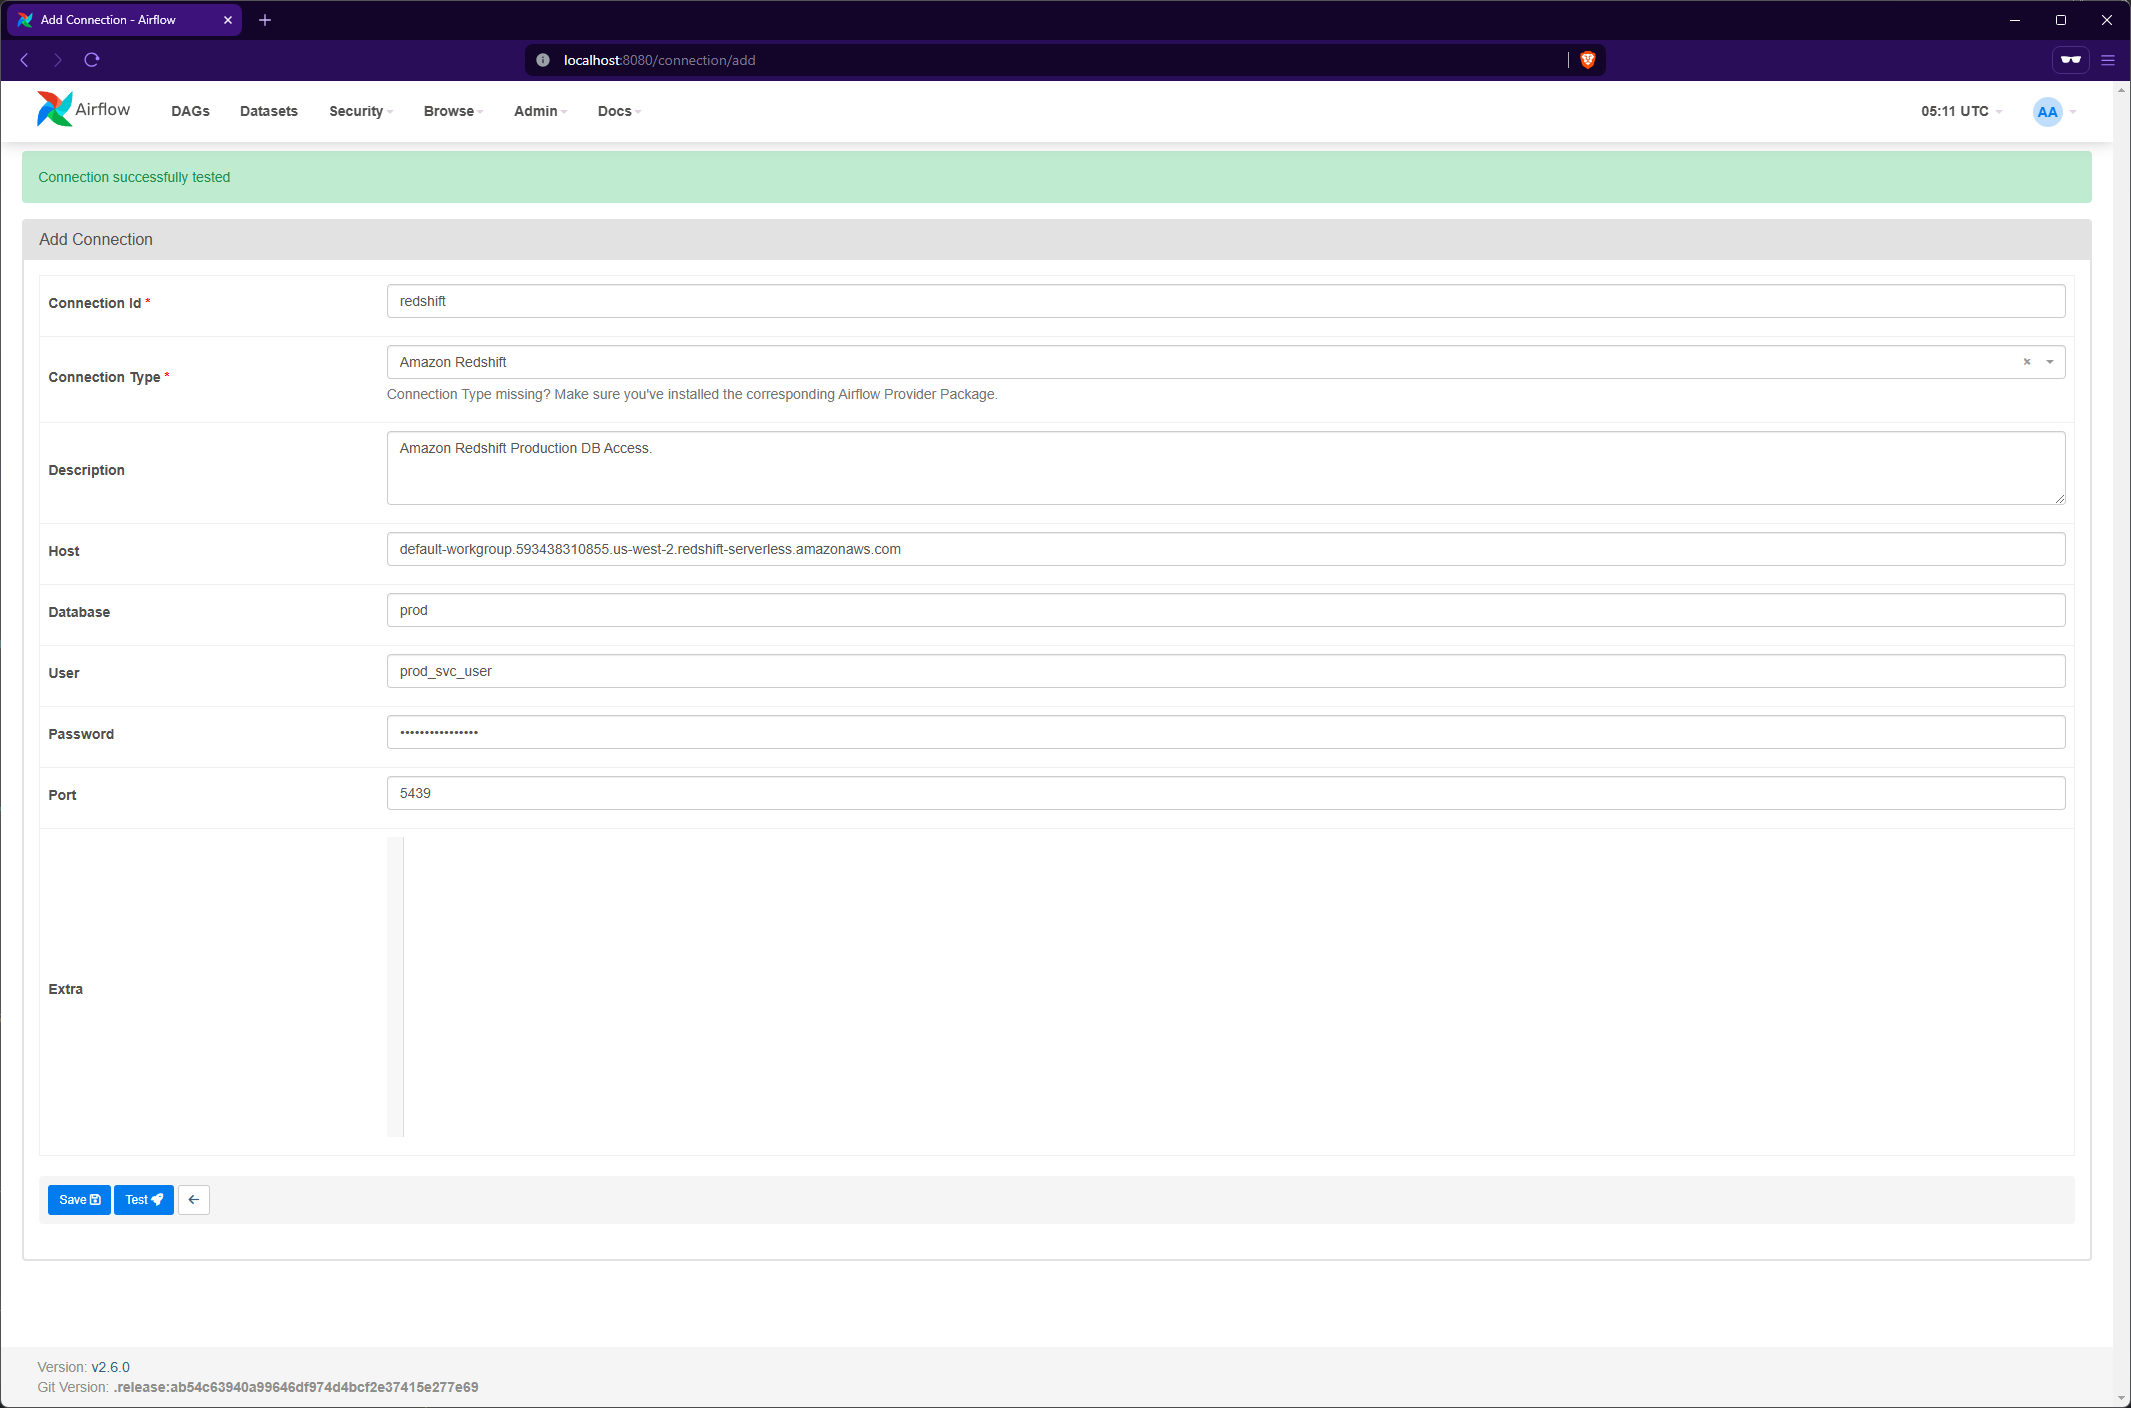 Add Connection - Airflow
localhost:8080/connection/add
Airflow DAGs Datasets Security Browse Admin Docs 05:11 UTC AA
Connection successfully tested
Add Connection
Connection Id * redshift
Connection Type * Amazon Redshift
Connection Type missing? Make sure you've installed the corresponding Airflow Provider Package.
Description Amazon Redshift Production DB Access.
Host default-workgroup.593438310855.us-west-2.redshift-serverless.amazonaws.com
Database prod
User prod_svc_user
Password ••••••••••••••••
Port 5439
Extra
Save Test
Version: v2.6.0
Git Version: .release:ab54c63940a99646df974d4bcf2e37415e277e69